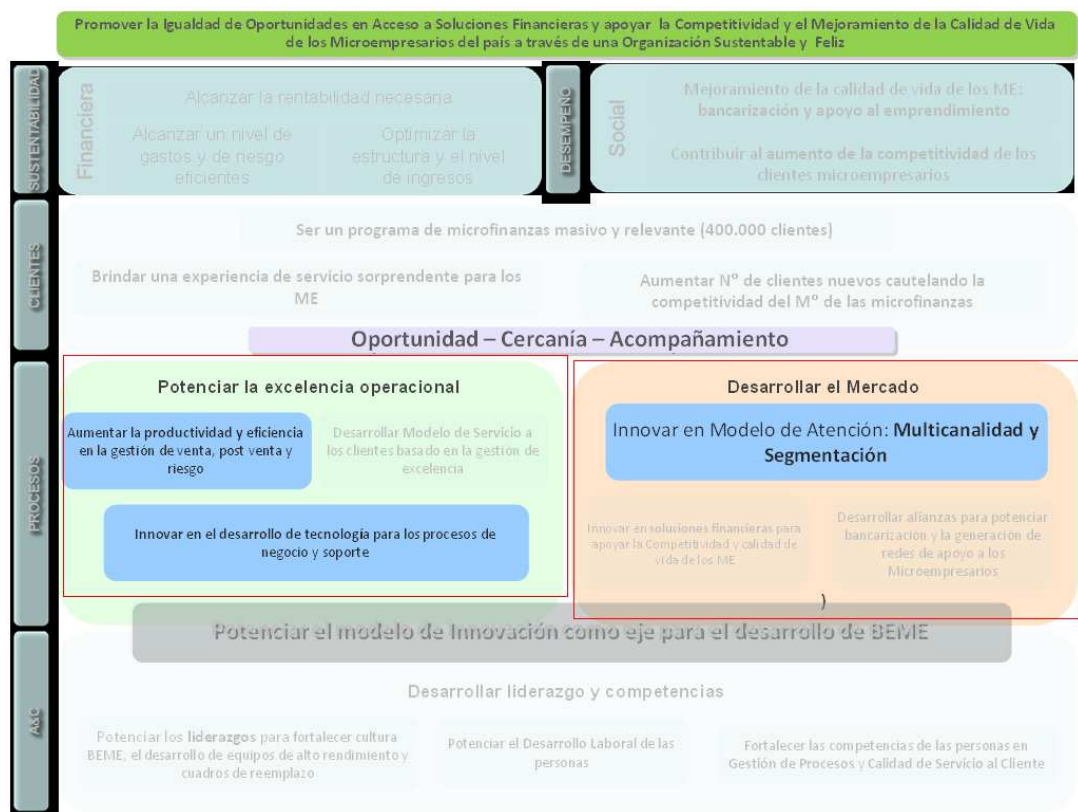 Promover la Igualdad de Oportunidades en Acceso a Soluciones Financieras y apoyar la Competitividad y el Mejoramiento de la Calidad de Vida
de los Microempresarios del país a través de una Organización Sustentable y Feliz
SUSTENTABILIDAD
Financiera
Alcanzar la rentabilidad necesaria
Alcanzar un nivel de
gastos y de riesgo
eficientes
Optimizar la
estructura y el nivel
de ingresos
DESEMPEÑO
Social
Mejoramiento de la calidad de vida de los ME:
bancarización y apoyo al emprendimiento
Contribuir al aumento de la competitividad de los
clientes microempresarios
CLIENTES
Ser un programa de microfinanzas masivo y relevante (400.000 clientes)
Brindar una experiencia de servicio sorprendente para los
ME
Aumentar N° de clientes nuevos cautelando la
competitividad del M° de las microfinanzas
Oportunidad – Cercanía – Acompañamiento
PROCESOS
Potenciar la excelencia operacional
Aumentar la productividad y eficiencia
en la gestión de venta, post venta y
riesgo
Desarrollar Modelo de Servicio a
los clientes basado en la gestión de
excelencia
Innovar en el desarrollo de tecnología para los procesos de
negocio y soporte
Desarrollar el Mercado
Innovar en Modelo de Atención: Multicanalidad y
Segmentación
Innovar en soluciones financieras para
apoyar la Competitividad y calidad de
vida de los ME
Desarrollar alianzas para potenciar
bancarización y la generación de
redes de apoyo a los
Microempresarios
)
Potenciar el modelo de Innovación como eje para el desarrollo de BEME
A&C
Desarrollar liderazgo y competencias
Potenciar los liderazgos para fortalecer cultura
BEME, el desarrollo de equipos de alto rendimiento y
cuadros de reemplazo
Potenciar el Desarrollo Laboral de las
personas
Fortalecer las competencias de las personas en
Gestión de Procesos y Calidad de Servicio al Cliente